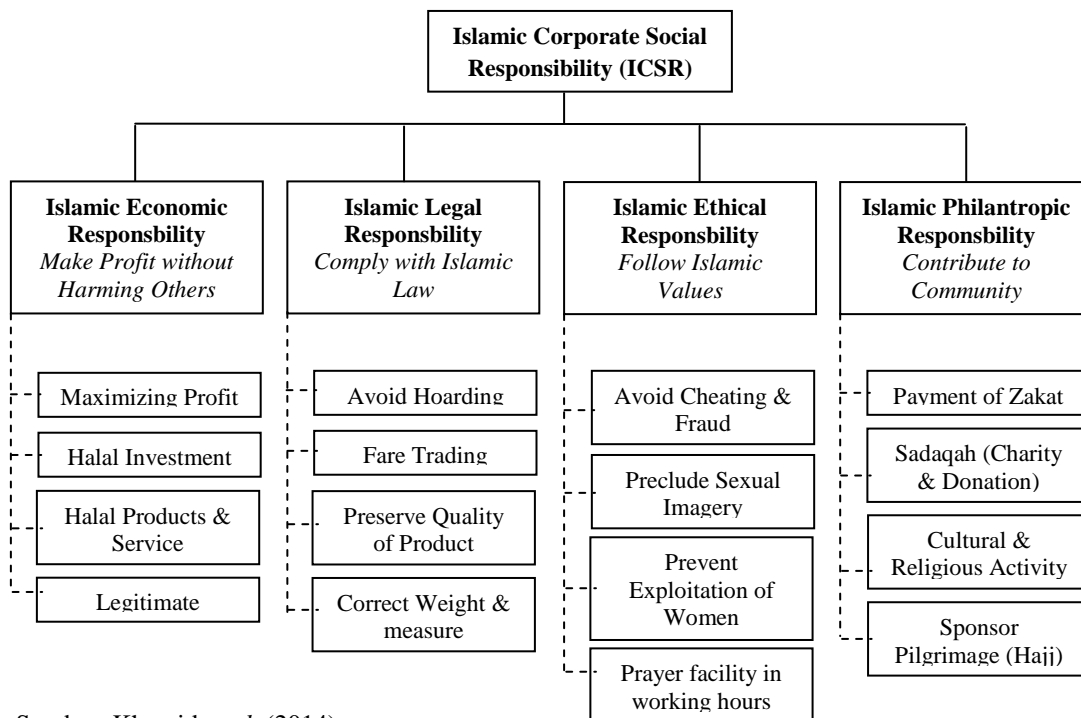 Islamic Corporate Social
Responsibility (ICSR)
Islamic Economic
Responsbility
Make Profit without
Harming Others
Islamic Legal
Responsbility
Comply with Islamic
Law
Islamic Ethical
Responsbility
Follow Islamic
Values
Islamic Philantropic
Responsbility
Contribute to
Community
Maximizing Profit
Halal Investment
Halal Products &
Service
Legitimate
Avoid Hoarding
Fare Trading
Preserve Quality
of Product
Correct Weight &
measure
Avoid Cheating &
Fraud
Preclude Sexual
Imagery
Prevent
Exploitation of
Women
Prayer facility in
working hours
Payment of Zakat
Sadaqah (Charity
& Donation)
Cultural &
Religious Activity
Sponsor
Pilgrimage (Hajj)